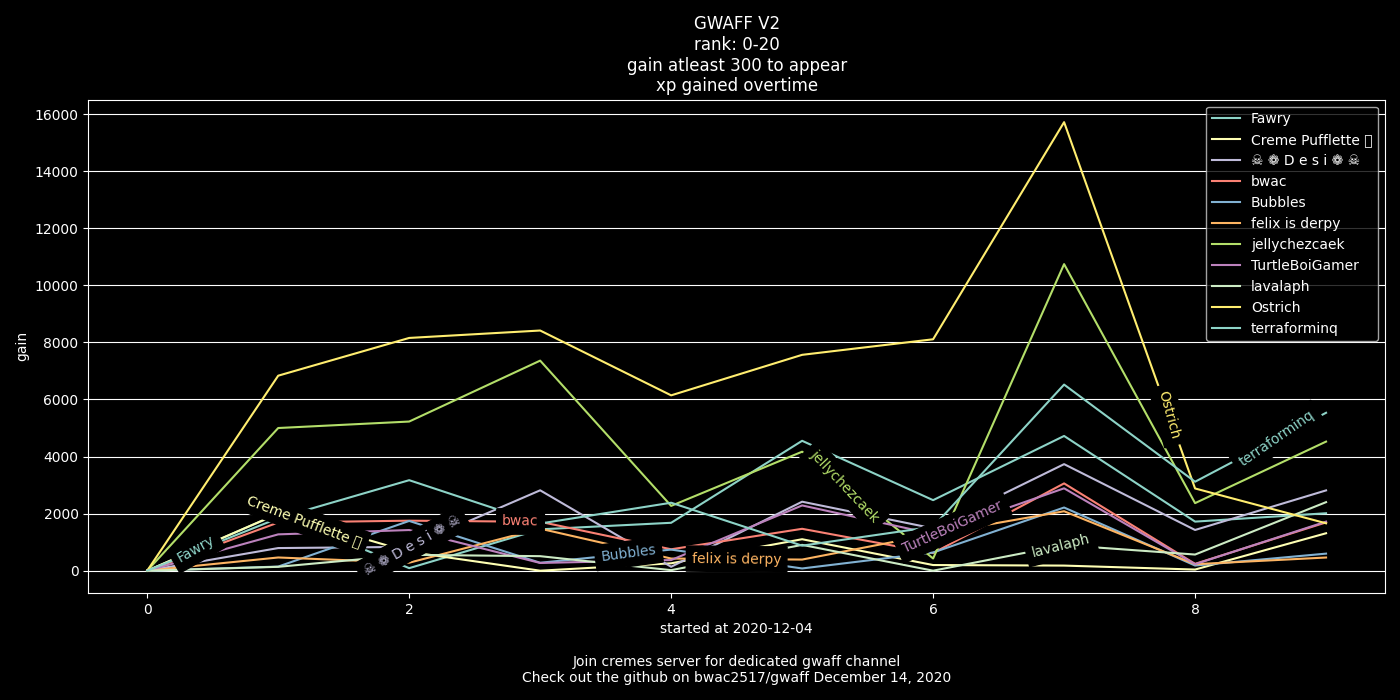 GWAFF V2
rank: 0-20
gain atleast 300 to appear
xp gained overtime
16000
14000
12000
10000
8000
6000
4000
2000
0
gain
Fawry
Creme Pufflette ▯
☠ ❁ D e s i ❁ ☠
bwac
Bubbles
felix is derpy
jellychezcaek
TurtleBoiGamer
lavalaph
Ostrich
terraforminq
Fawry
Creme Pufflette ▯
☠ ❁ D e s i ❁ ☠
bwac
Bubbles
felix is derpy
jellychezcaek
TurtleBoiGamer
lavalaph
Ostrich
terraforminq
0
2
4
6
8
started at 2020-12-04
Join cremes server for dedicated gwaff channel
Check out the github on bwac2517/gwaff December 14, 2020